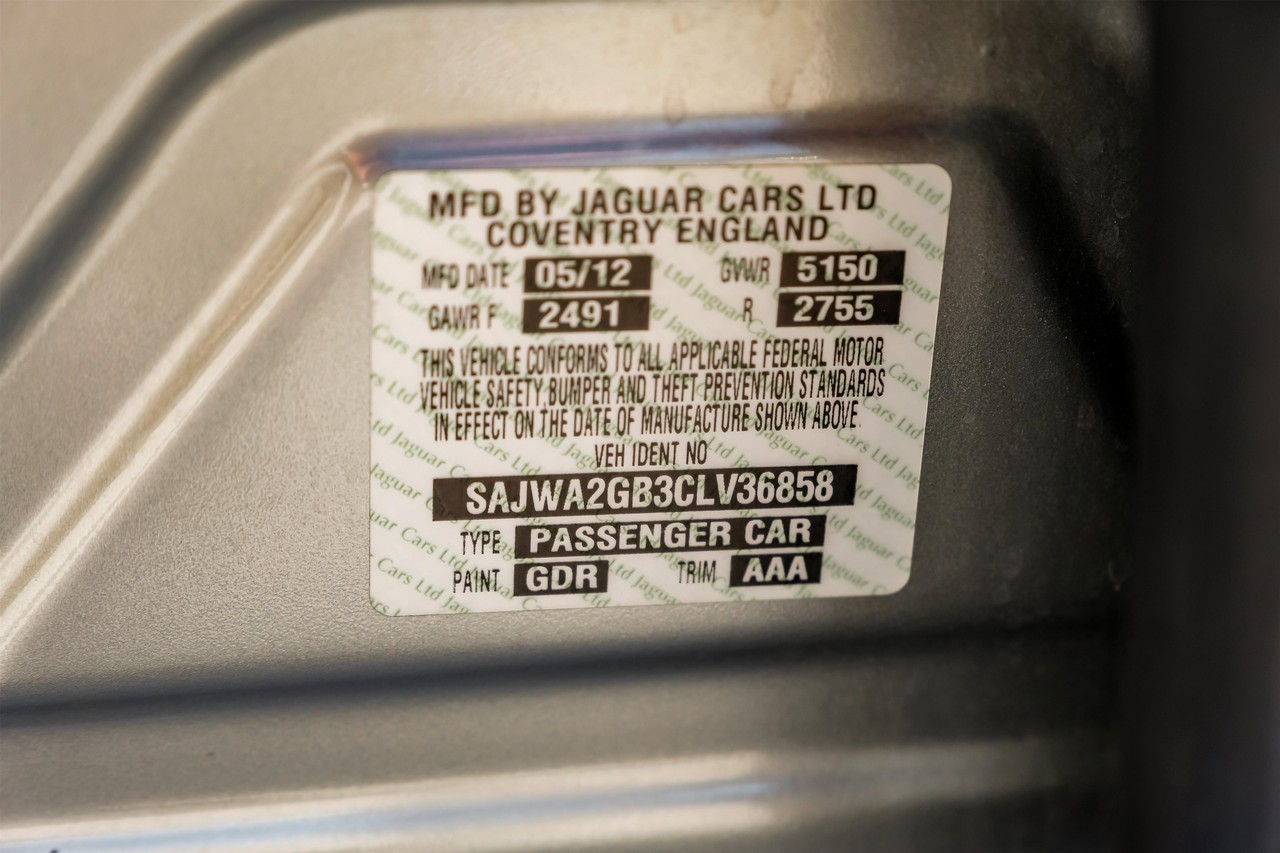 MFD BY JAGUAR CARS LTD
COVENTRY ENGLAND
MFD DATE 05/12 GVWR 5150
GAWR F 2491 R 2755
THIS VEHICLE CONFORMS TO ALL APPLICABLE FEDERAL MOTOR
VEHICLE SAFETY BUMPER AND THEFT PREVENTION STANDARDS
IN EFFECT ON THE DATE OF MANUFACTURE SHOWN ABOVE
VEH IDENT NO
SAJWA2GB3CLV36858
TYPE PASSENGER CAR
PAINT GDR TRIM AAA